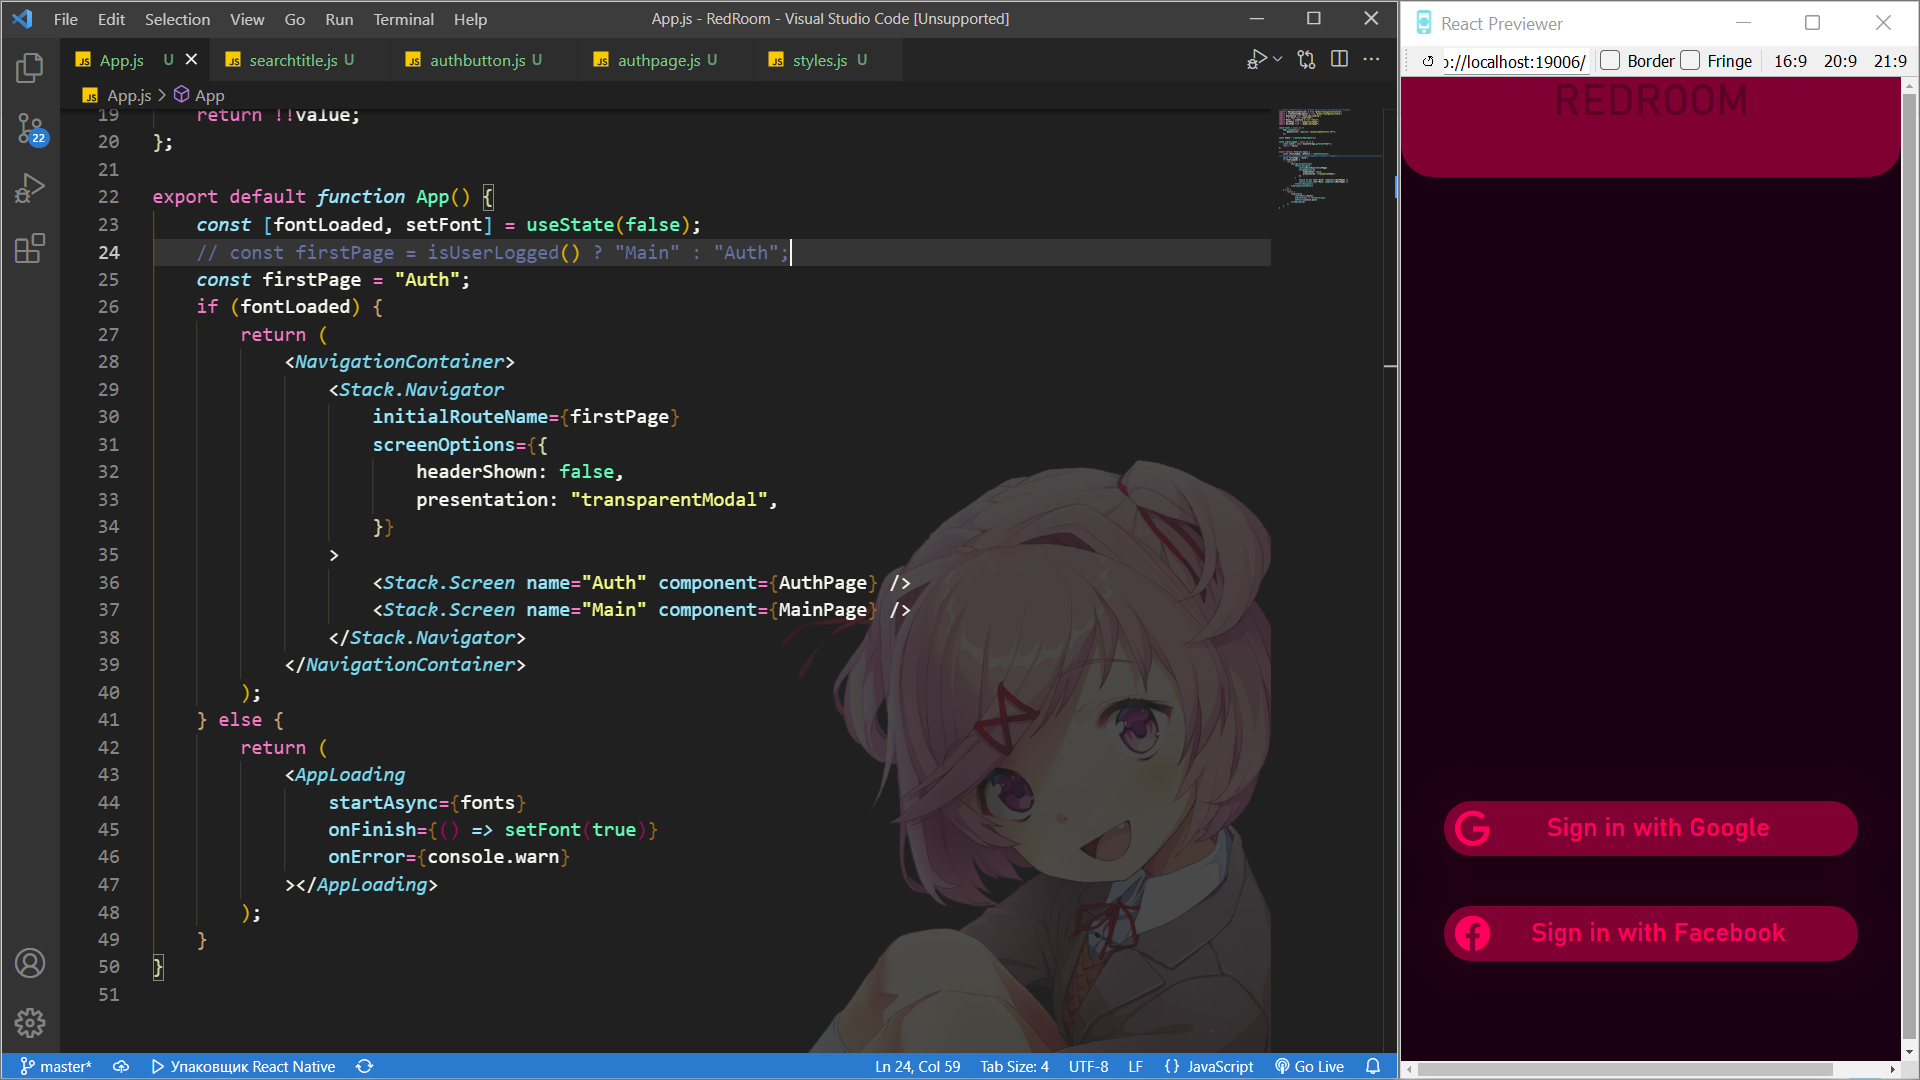 File Edit Selection View Go Run Terminal Help
App.js - RedRoom - Visual Studio Code [Unsupported]
App.js U
searchtitle.js U
authbutton.js U
authpage.js U
styles.js U
App.js > App
19 return !!value;
20 };
21
22 export default function App() {
23 const [fontLoaded, setFont] = useState(false);
24 // const firstPage = isUserLogged() ? "Main" : "Auth";
25 const firstPage = "Auth";
26 if (fontLoaded) {
27 return (
28 <NavigationContainer>
29 <Stack.Navigator
30 initialRouteName={firstPage}
31 screenOptions={{
32 headerShown: false,
33 presentation: "transparentModal",
34 }}
35 >
36 <Stack.Screen name="Auth" component={AuthPage} />
37 <Stack.Screen name="Main" component={MainPage} />
38 </Stack.Navigator>
39 </NavigationContainer>
40 );
41 } else {
42 return (
43 <AppLoading
44 startAsync={fonts}
45 onFinish={() => setFont(true)}
46 onError={console.warn}
47 ></AppLoading>
48 );
49 }
50 }
51
22
master*
Упаковщик React Native
Ln 24, Col 59 Tab Size: 4 UTF-8 LF {} JavaScript Go Live
React Previewer
://localhost:19006/ Border Fringe 16:9 20:9 21:9
REDROOM
Sign in with Google
Sign in with Facebook